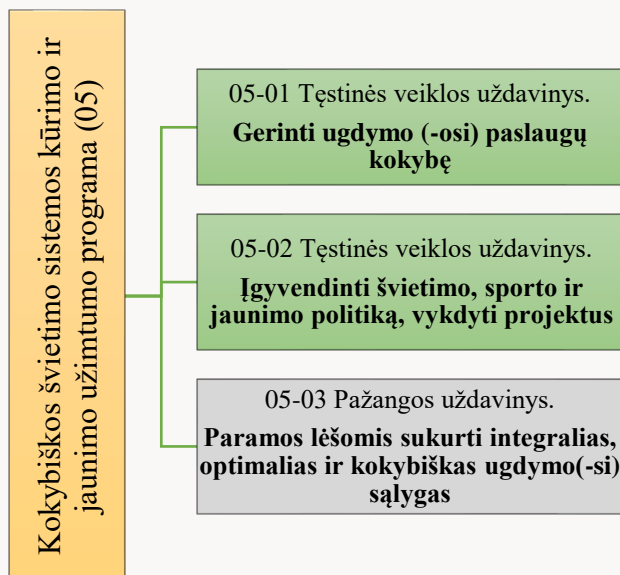 Kokybiškos švietimo sistemos kūrimo ir
jaunimo užimtumo programa (05)
05-01 Tęstinės veiklos uždavinys.
Gerinti ugdymo (-osi) paslaugų
kokybę
05-02 Tęstinės veiklos uždavinys.
Įgyvendinti švietimo, sporto ir
jaunimo politiką, vykdyti projektus
05-03 Pažangos uždavinys.
Paramos lėšomis sukurti integralias,
optimalias ir kokybiškas ugdymo(-si)
sąlygas